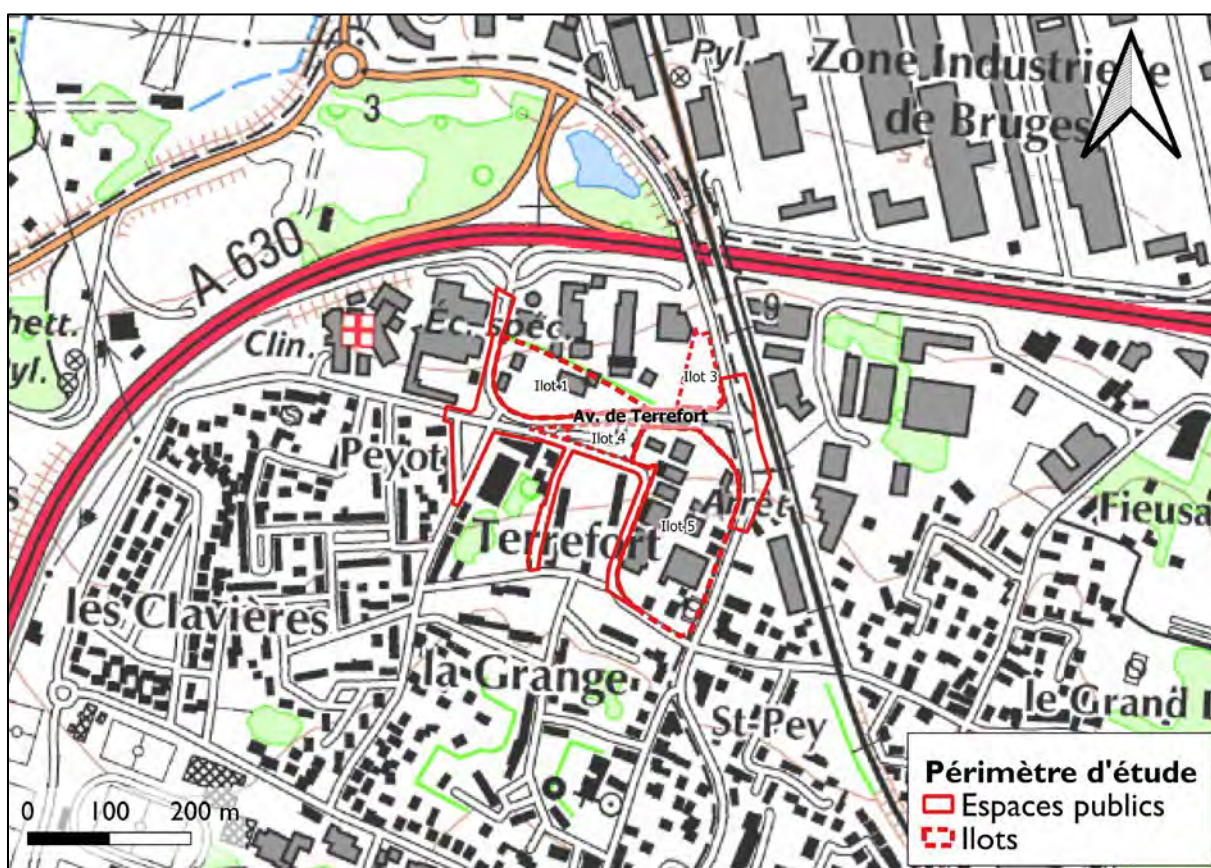 Pyl.
Zone Industrielle
de Bruges
3
A 630
9
Éc. spéc.
Clin.
Pyl.
Ilot 1
Ilot 3
Av. de Terrefort
Ilot 4
Peyot
Arrêt
Ilot 5
Terrefort
Fieusa
les Clavières
la Grange
St-Pey
le Grand
Périmètre d'étude
Espaces publics
Ilots
0 100 200 m